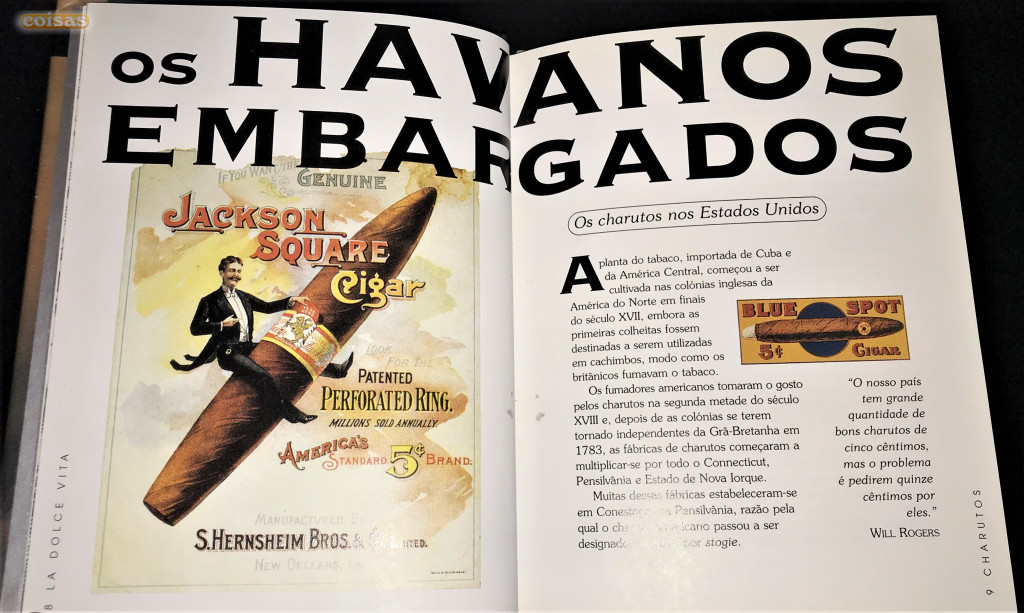 coisas
OS HAVANOS
EMBARGADOS
IF YOU WANT THE
GENUINE
JACKSON
SQUARE
Cigar
LOOK
FOR THE
PATENTED
PERFORATED RING.
MILLIONS SOLD ANNUALLY.
AMERICA'S
STANDARD 5¢ BRAND.
MANUFACTURED
S. HERNSHEIM BROS. &
NEW ORLEANS,
8 LA DOLCE VITA
Os charutos nos Estados Unidos
A planta do tabaco, importada de Cuba e
da América Central, começou a ser
cultivada nas colónias inglesas da
América do Norte em finais
do século XVII, embora as
primeiras colheitas fossem
destinadas a serem utilizadas
em cachimbos, modo como os
britânicos fumavam o tabaco.
Os fumadores americanos tomaram o gosto
pelos charutos na segunda metade do século
XVIII e, depois de as colónias se terem
tornado independentes da Grã-Bretanha em
1783, as fábricas de charutos começaram a
multiplicar-se por todo o Connecticut,
Pensilvânia e Estado de Nova Iorque.
Muitas dessas fábricas estabeleceram-se
em Pensilvânia, razão pela
qual o passou a ser
designado, por stogie.
BLUE SPOT
5¢ CIGAR
"O nosso país
tem grande
quantidade de
bons charutos de
cinco cêntimos,
mas o problema
é pedirem quinze
cêntimos por
eles."
WILL ROGERS
9 CHARUTOS